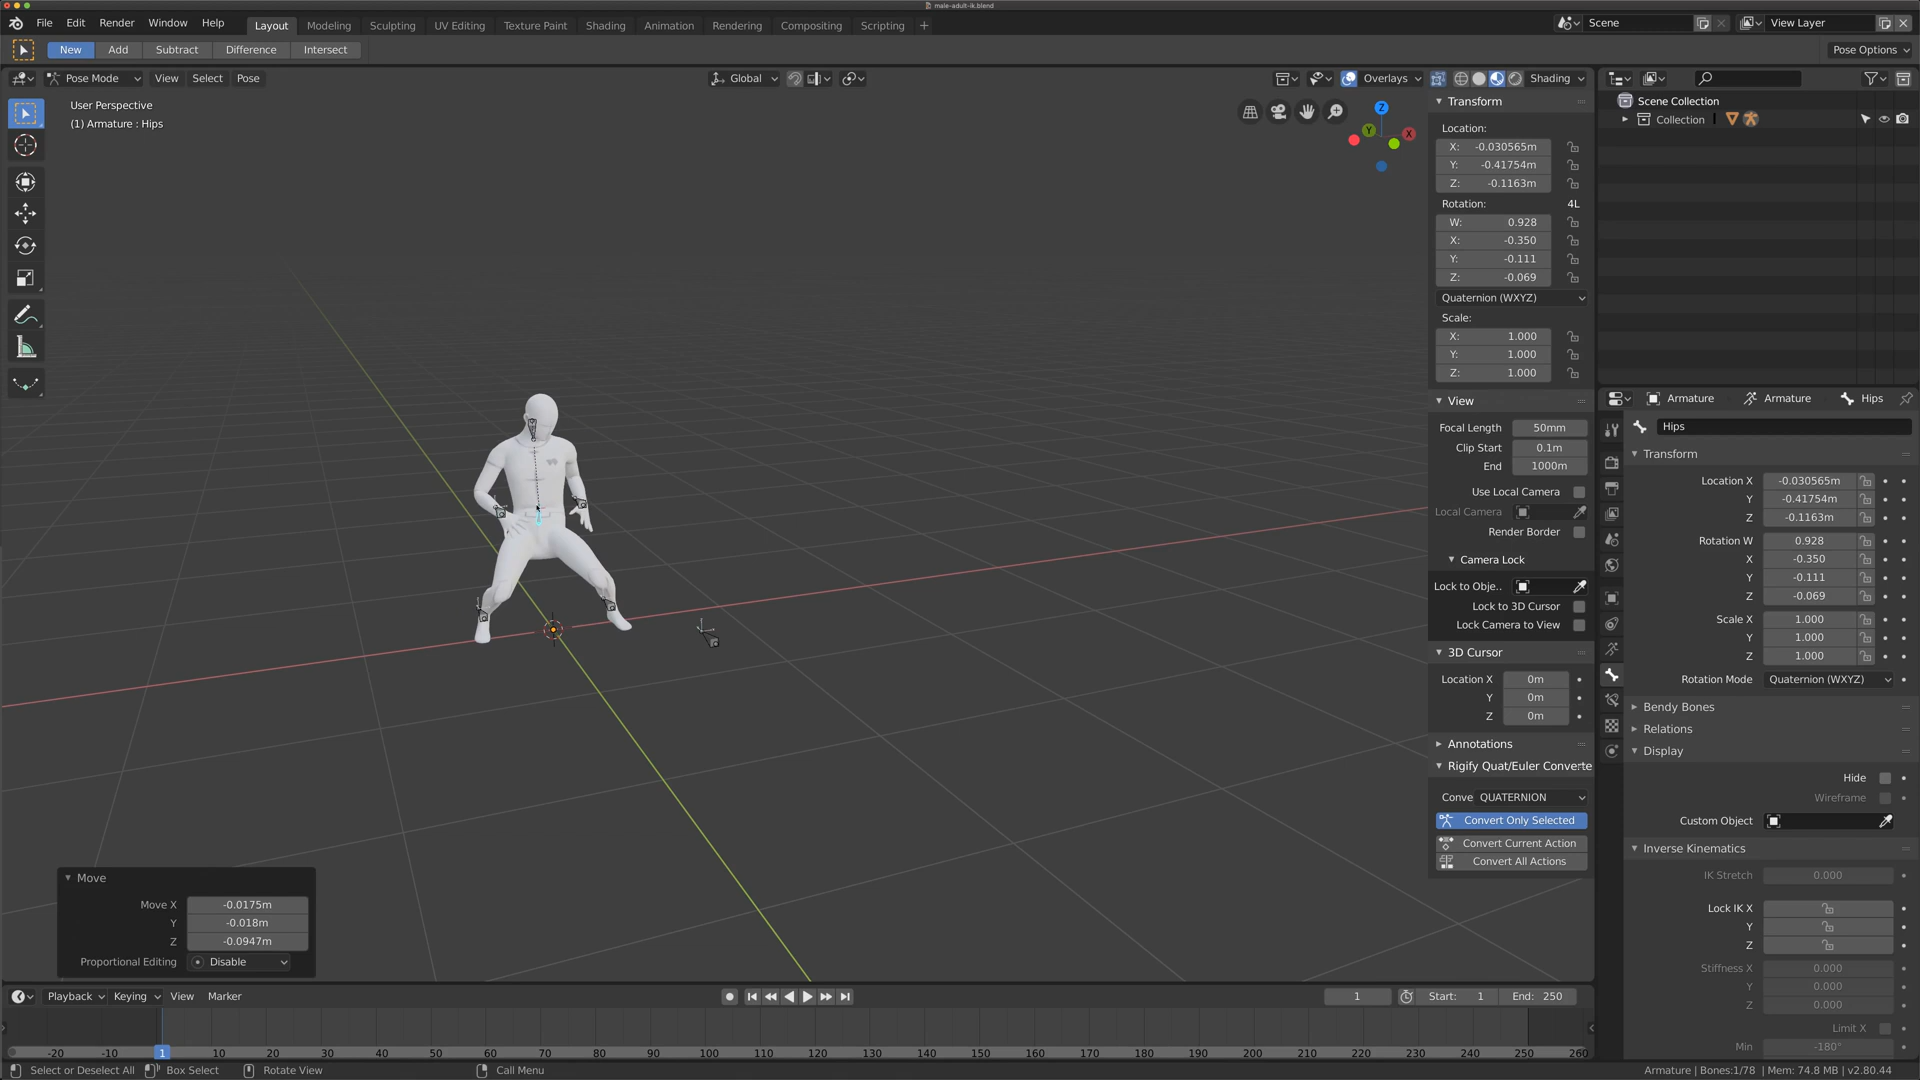 male-adult-ik.blend
File Edit Render Window Help
Layout Modeling Sculpting UV Editing Texture Paint Shading Animation Rendering Compositing Scripting +
Scene
View Layer
New Add Subtract Difference Intersect
Pose Options
Pose Mode View Select Pose
Global
Overlays
Shading
User Perspective
(1) Armature : Hips
Z
Y
X
Transform
Location:
X: -0.030565m
Y: -0.41754m
Z: -0.1163m
Rotation: 4L
W: 0.928
X: -0.350
Y: -0.111
Z: -0.069
Quaternion (WXYZ)
Scale:
X: 1.000
Y: 1.000
Z: 1.000
View
Focal Length 50mm
Clip Start 0.1m
End 1000m
Use Local Camera
Local Camera
Render Border
Camera Lock
Lock to Obje..
Lock to 3D Cursor
Lock Camera to View
3D Cursor
Location X 0m
Y 0m
Z 0m
Annotations
Rigify Quat/Euler Converte
Conve QUATERNION
Convert Only Selected
Convert Current Action
Convert All Actions
Scene Collection
Collection
Armature Armature Hips
Hips
Transform
Location X -0.030565m
Y -0.41754m
Z -0.1163m
Rotation W 0.928
X -0.350
Y -0.111
Z -0.069
Scale X 1.000
Y 1.000
Z 1.000
Rotation Mode Quaternion (WXYZ)
Bendy Bones
Relations
Display
Hide
Wireframe
Custom Object
Inverse Kinematics
IK Stretch 0.000
Lock IK X
Y
Z
Stiffness X 0.000
Y 0.000
Z 0.000
Limit X
Min -180°
Move
Move X -0.0175m
Y -0.018m
Z -0.0947m
Proportional Editing Disable
Playback Keying View Marker
1
Start: 1
End: 250
-20 -10 1 10 20 30 40 50 60 70 80 90 100 110 120 130 140 150 160 170 180 190 200 210 220 230 240 250 260
Select or Deselect All Box Select Rotate View Call Menu
Armature | Bones:1/78 | Mem: 74.8 MB | v2.80.44